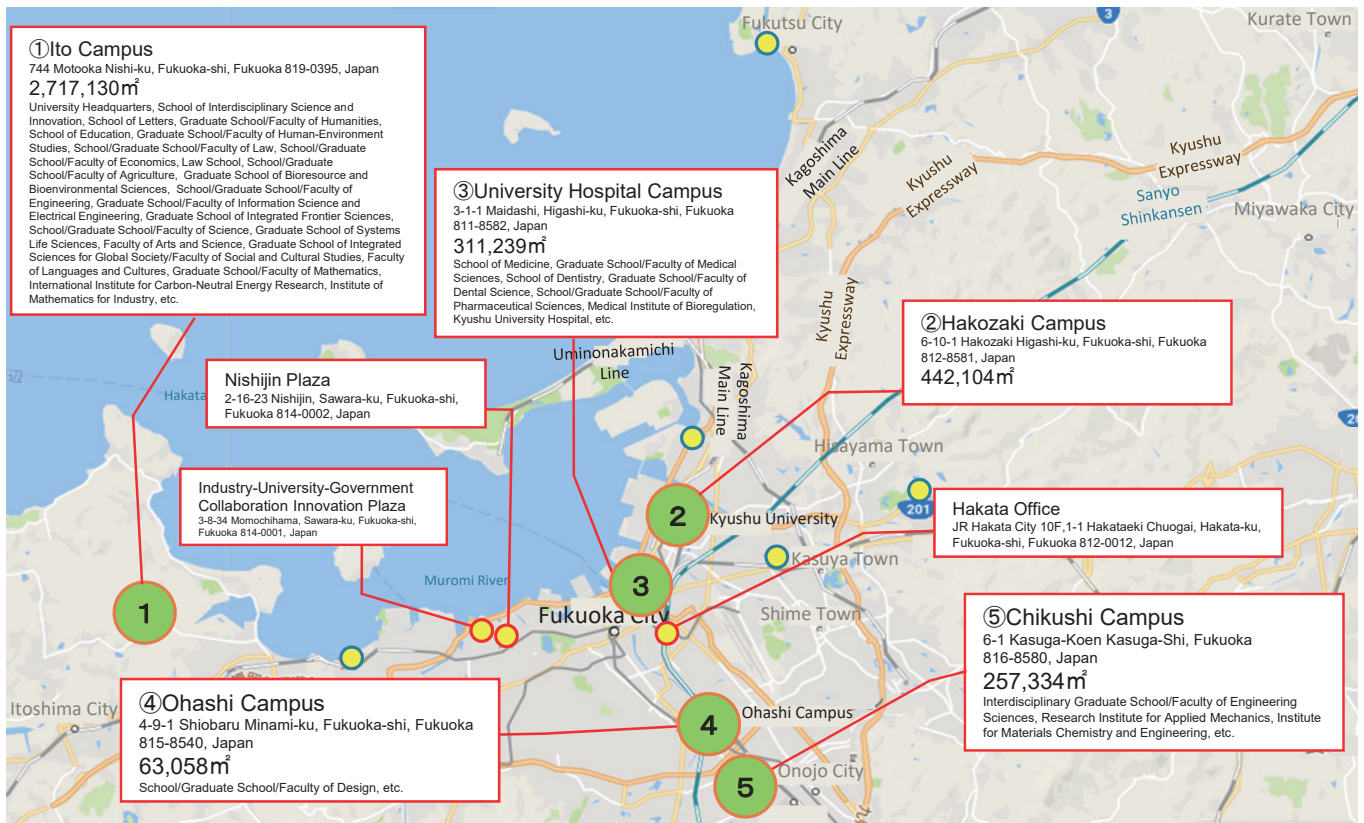 ①Ito Campus
744 Motooka Nishi-ku, Fukuoka-shi, Fukuoka 819-0395, Japan
2,717,130㎡
University Headquarters, School of Interdisciplinary Science and
Innovation, School of Letters, Graduate School/Faculty of Humanities,
School of Education, Graduate School/Faculty of Human-Environment
Studies, School/Graduate School/Faculty of Law, School/Graduate
School/Faculty of Economics, Law School, School/Graduate
School/Faculty of Agriculture, Graduate School of Bioresource and
Bioenvironmental Sciences, School/Graduate School/Faculty of
Engineering, Graduate School/Faculty of Information Science and
Electrical Engineering, Graduate School of Integrated Frontier Sciences,
School/Graduate School/Faculty of Science, Graduate School of Systems
Life Sciences, Faculty of Arts and Science, Graduate School of Integrated
Sciences for Global Society/Faculty of Social and Cultural Studies, Faculty
of Languages and Cultures, Graduate School/Faculty of Mathematics,
International Institute for Carbon-Neutral Energy Research, Institute of
Mathematics for Industry, etc.
③University Hospital Campus
3-1-1 Maidashi, Higashi-ku, Fukuoka-shi, Fukuoka
811-8582, Japan
311,239㎡
School of Medicine, Graduate School/Faculty of Medical
Sciences, School of Dentistry, Graduate School/Faculty of
Dental Science, School/Graduate School/Faculty of
Pharmaceutical Sciences, Medical Institute of Bioregulation,
Kyushu University Hospital, etc.
②Hakozaki Campus
6-10-1 Hakozaki Higashi-ku, Fukuoka-shi, Fukuoka
812-8581, Japan
442,104㎡
Nishijin Plaza
2-16-23 Nishijin, Sawara-ku, Fukuoka-shi,
Fukuoka 814-0002, Japan
Industry-University-Government
Collaboration Innovation Plaza
3-8-34 Momochihama, Sawara-ku, Fukuoka-shi,
Fukuoka 814-0001, Japan
Hakata Office
JR Hakata City 10F,1-1 Hakataeki Chuogai, Hakata-ku,
Fukuoka-shi, Fukuoka 812-0012, Japan
⑤Chikushi Campus
6-1 Kasuga-Koen Kasuga-Shi, Fukuoka
816-8580, Japan
257,334㎡
Interdisciplinary Graduate School/Faculty of Engineering
Sciences, Research Institute for Applied Mechanics, Institute
for Materials Chemistry and Engineering, etc.
④Ohashi Campus
4-9-1 Shiobaru Minami-ku, Fukuoka-shi, Fukuoka
815-8540, Japan
63,058㎡
School/Graduate School/Faculty of Design, etc.
Fukutsu City
3
Kurate Town
Kagoshima
Main Line
Kyushu
Expressway
Kyushu
Expressway
Sanyo
Shinkansen
Miyawaka City
Kyushu
Expressway
Uminonakamichi
Line
Kagoshima
Main Line
Hakata
Hisayama Town
201
20
2
Kyushu University
Kasuya Town
3
Muromi River
Fukuoka City
Shime Town
1
Itoshima City
4
Ohashi Campus
5
Onojo City